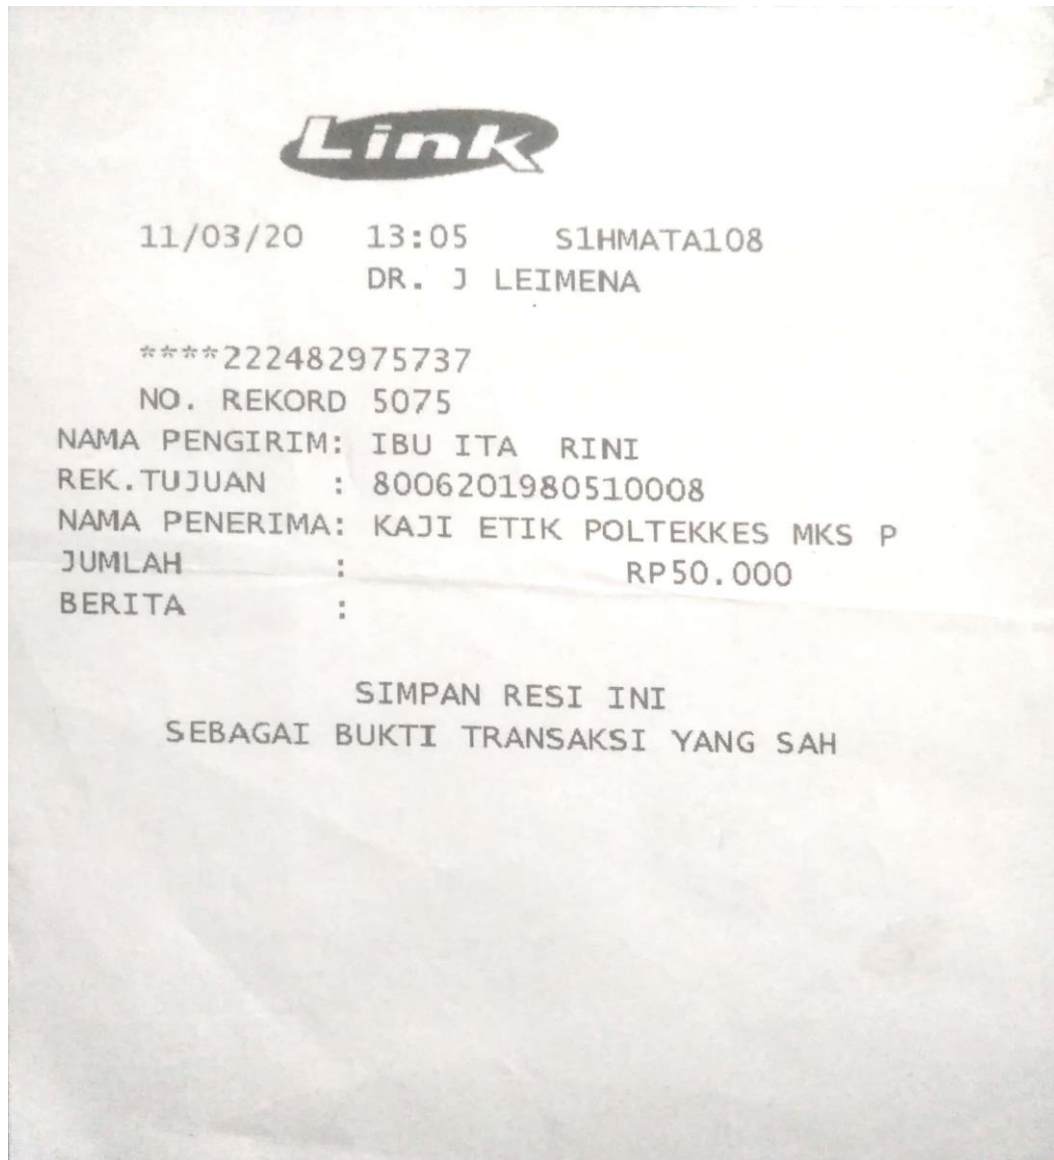 Link
11/03/20 13:05 S1HMATA108
DR. J LEIMENA
****222482975737
NO. REKORD 5075
NAMA PENGIRIM: IBU ITA RINI
REK.TUJUAN : 8006201980510008
NAMA PENERIMA: KAJI ETIK POLTEKKES MKS P
JUMLAH : RP50.000
BERITA :
SIMPAN RESI INI
SEBAGAI BUKTI TRANSAKSI YANG SAH